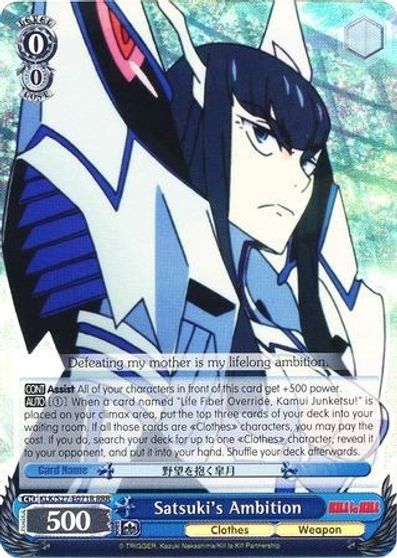 LEVEL
0
0
COST
Defeating my mother is my lifelong ambition.
CONT Assist All of your characters in front of this card get +500 power.
AUTO [(1)] When a card named "Life Fiber Override, Kamui Junketsu!" is
placed on your climax area, put the top three cards of your deck into your
waiting room. If all those cards are «Clothes» characters, you may pay the
cost. If you do, search your deck for up to one «Clothes» character, reveal it
to your opponent, and put it into your hand. Shuffle your deck afterwards.
Card Name 野望を抱く皐月
500
Satsuki's Ambition
KILL la KILL
Clothes Weapon
© TRIGGER, Kazuki Nakashima/Kill la Kill Partnership